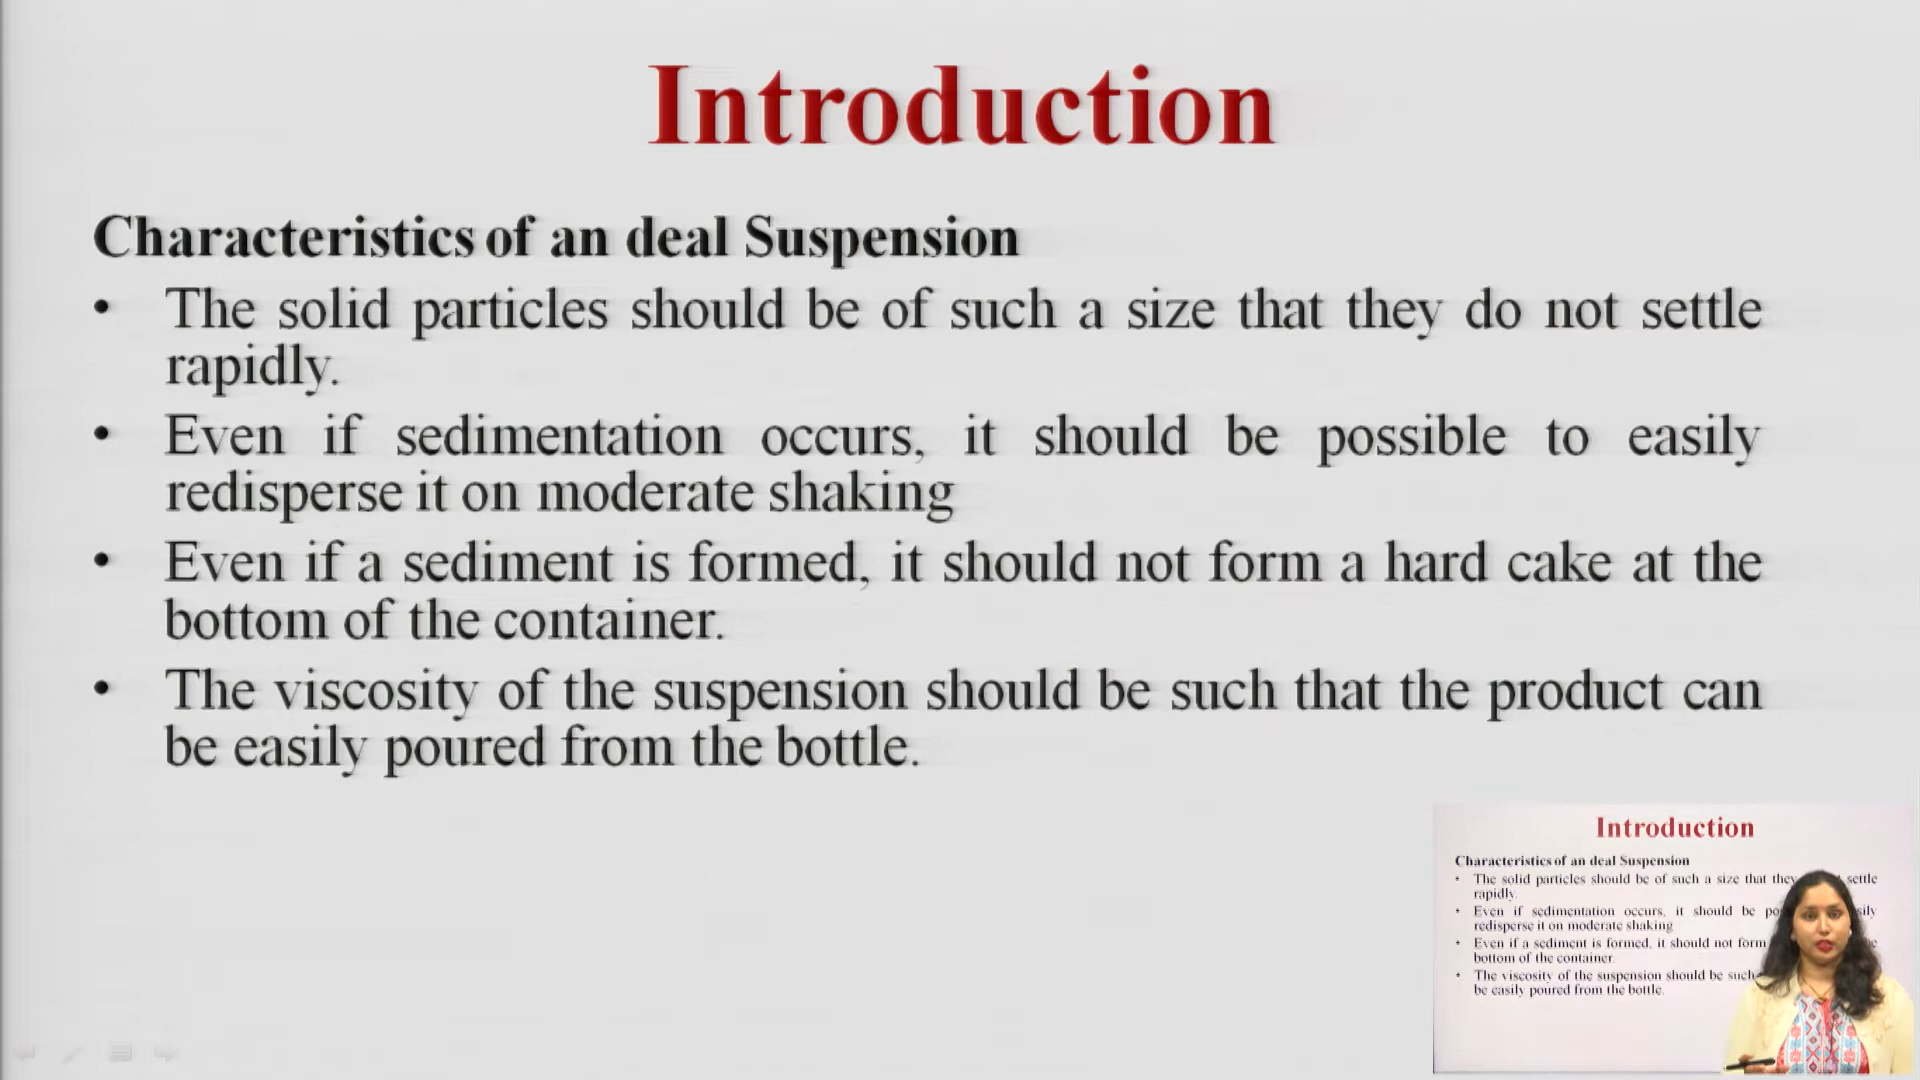 Introduction
Characteristics of an deal Suspension
• The solid particles should be of such a size that they do not settle
rapidly.
• Even if sedimentation occurs, it should be possible to easily
redisperse it on moderate shaking
• Even if a sediment is formed, it should not form a hard cake at the
bottom of the container.
• The viscosity of the suspension should be such that the product can
be easily poured from the bottle.
Introduction
Characteristics of an deal Suspension
• The solid particles should be of such a size that they settle
rapidly.
• Even if sedimentation occurs, it should be
redisperse it on moderate shaking
• Even if a sediment is formed, it should not form
bottom of the container.
• The viscosity of the suspension should be such
be easily poured from the bottle.